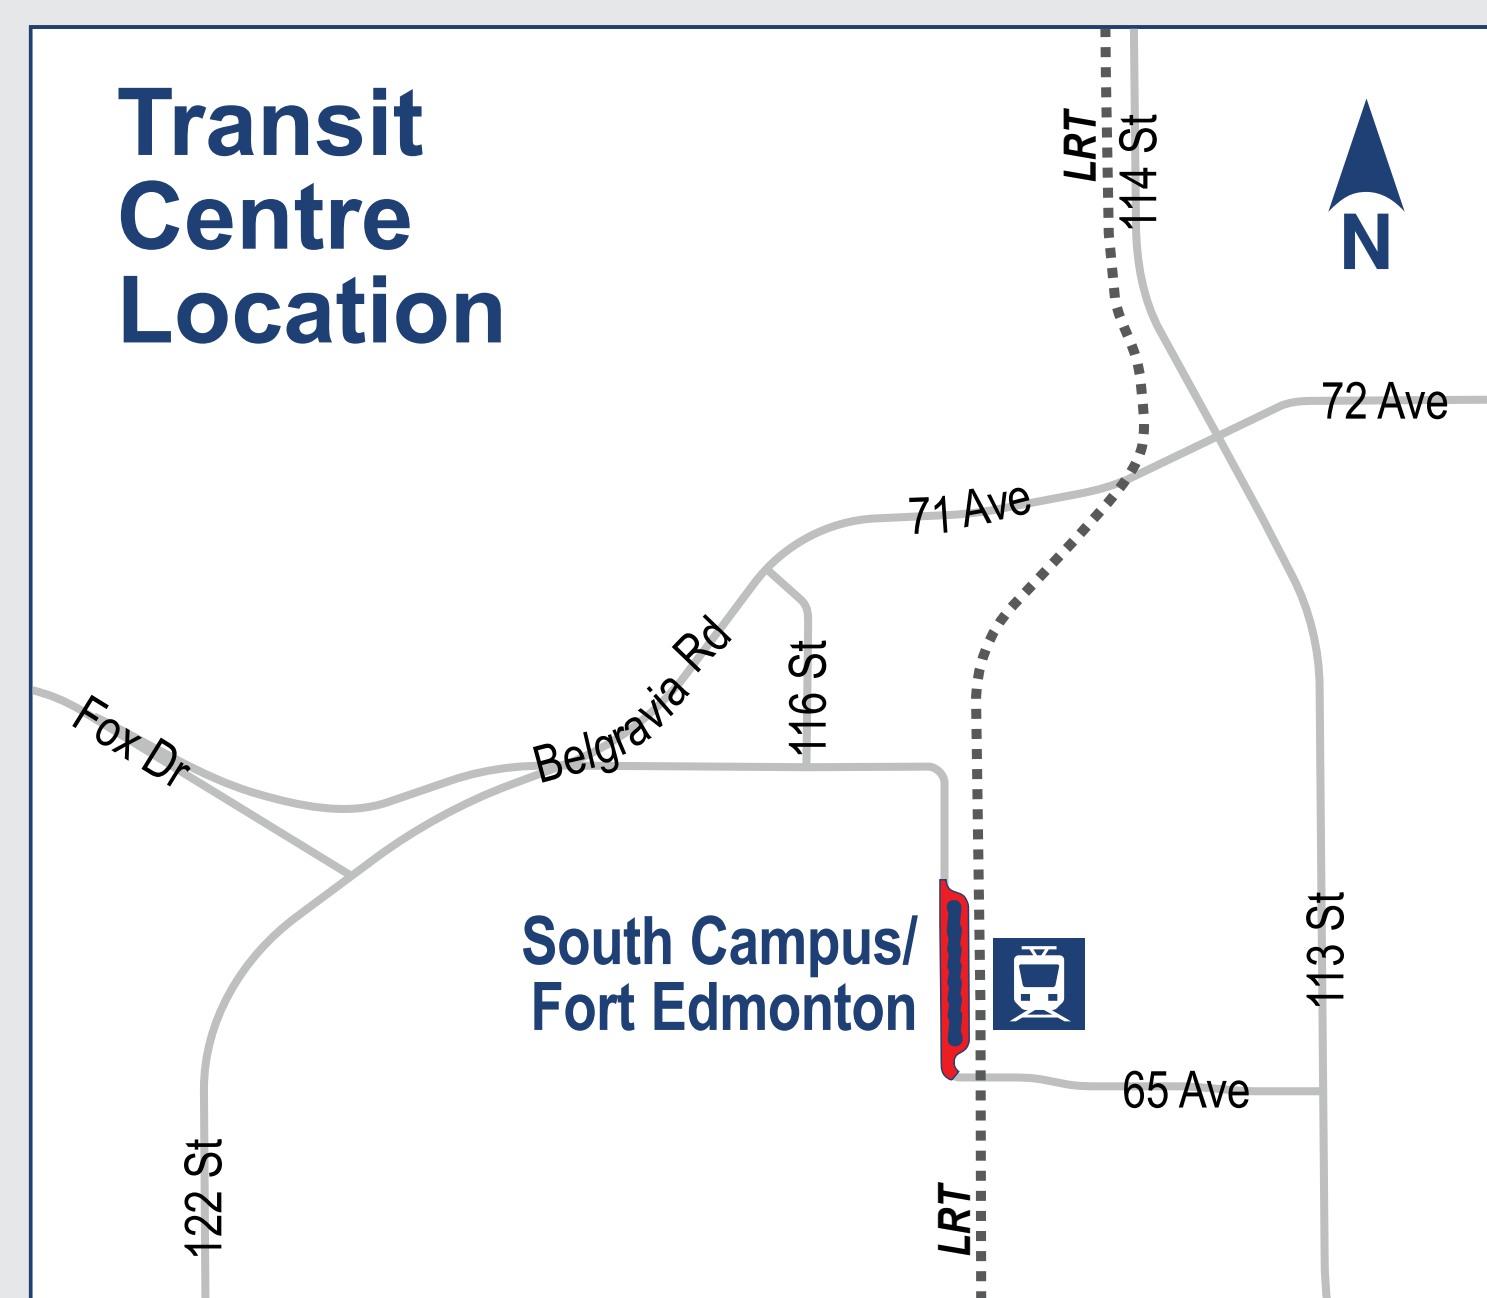 Transit
Centre
Location
LRT
114 St
N
72 Ave
71 Ave
Belgravia Rd
116 St
Fox Dr
South Campus/
Fort Edmonton
113 St
65 Ave
122 St
LRT